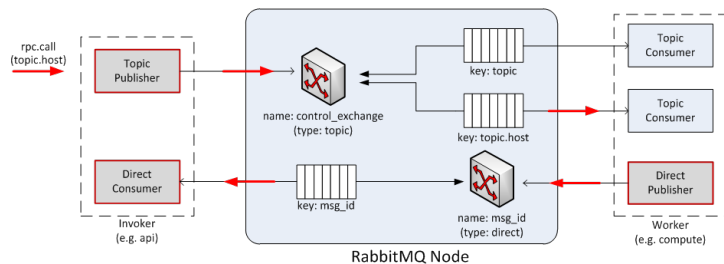 rpc.call
(topic.host)
Topic
Publisher
name: control_exchange
(type: topic)
key: topic
key: topic.host
Topic
Consumer
Topic
Consumer
Direct
Consumer
key: msg_id
name: msg_id
(type: direct)
Direct
Publisher
Invoker
(e.g. api)
Worker
(e.g. compute)
RabbitMQ Node